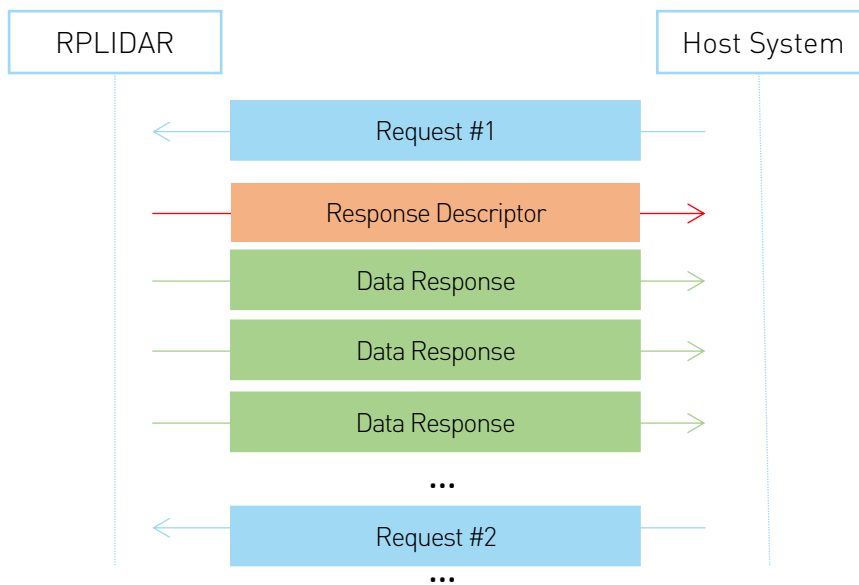 RPLIDAR
Host System
Request #1
Response Descriptor
Data Response
Data Response
Data Response
...
Request #2
...